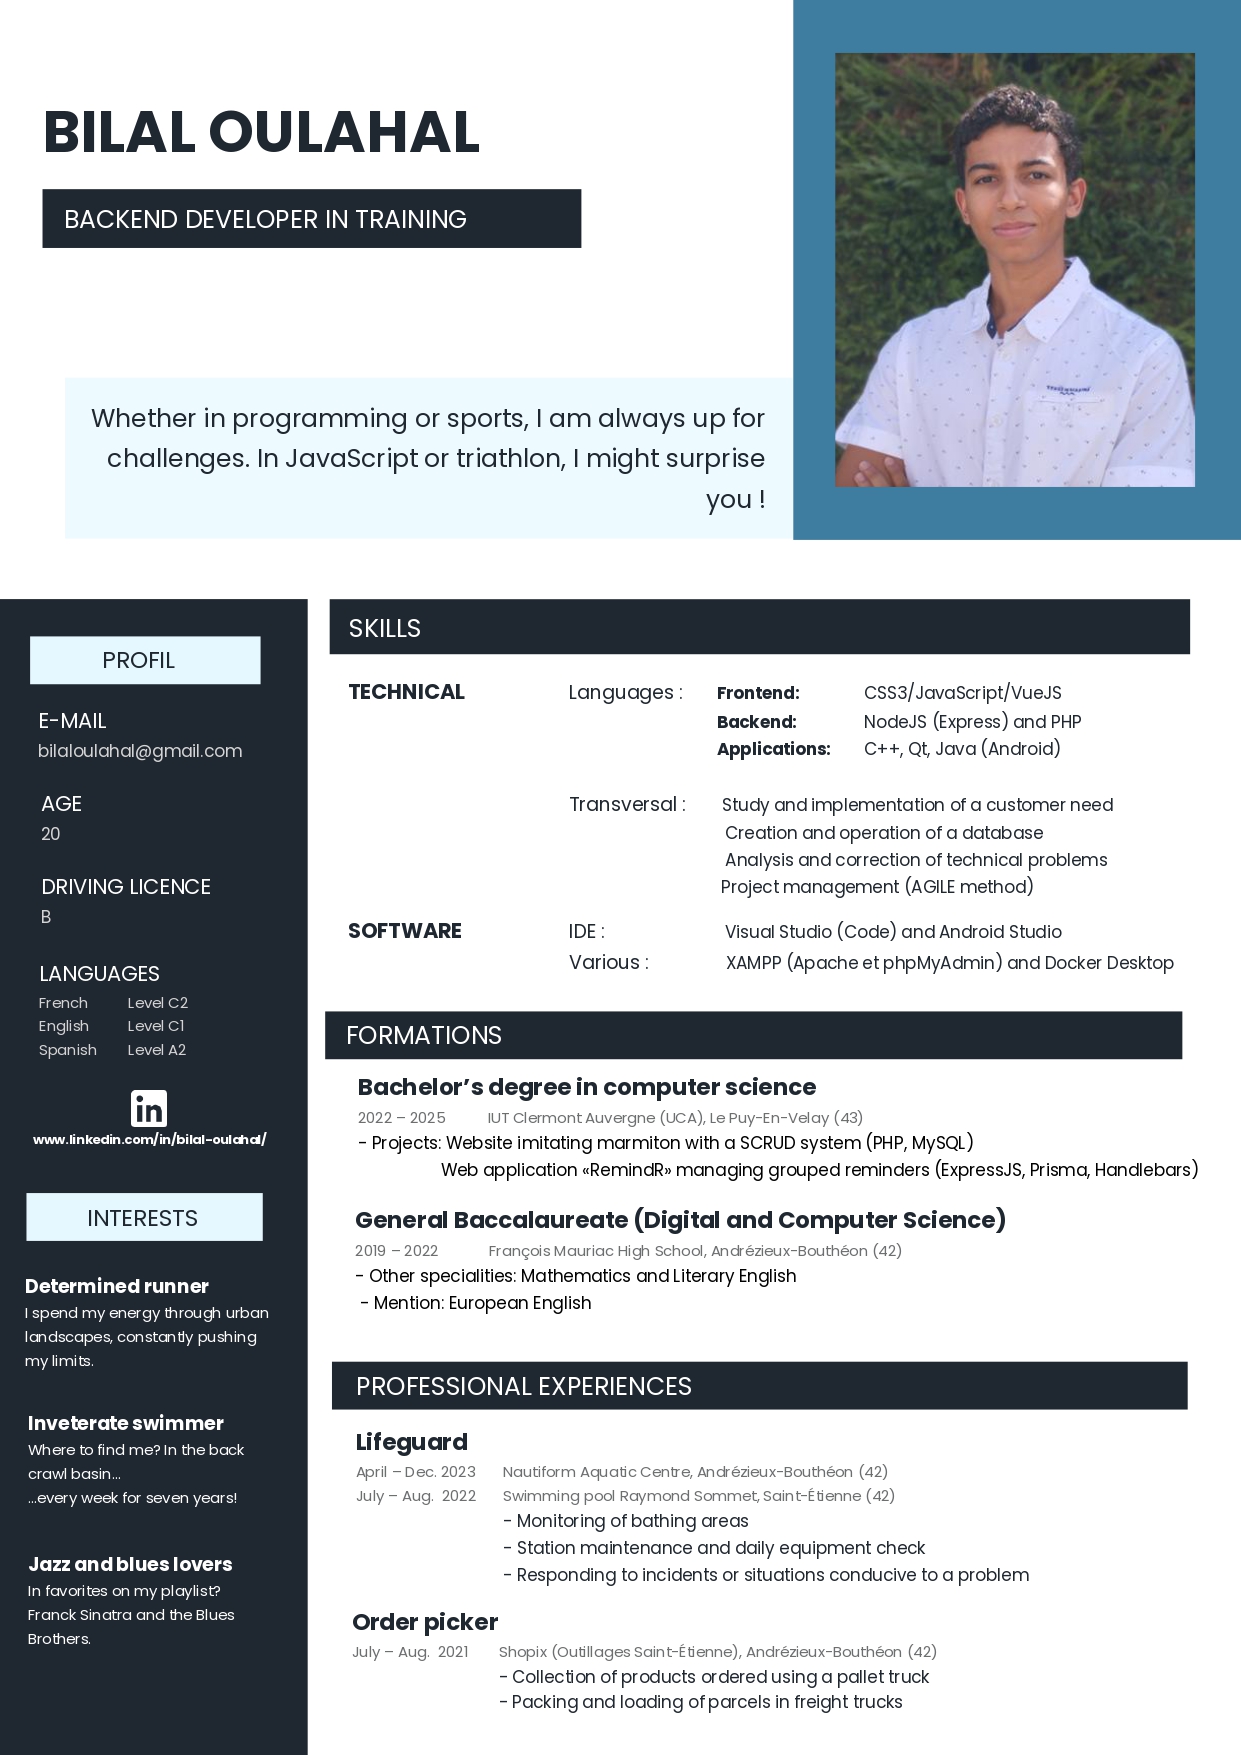 BILAL OULAHAL
BACKEND DEVELOPER IN TRAINING
Whether in programming or sports, I am always up for
challenges. In JavaScript or triathlon, I might surprise
you !
PROFIL
E-MAIL
bilaloulahal@gmail.com
AGE
20
DRIVING LICENCE
B
LANGUAGES
French Level C2
English Level C1
Spanish Level A2
in
www.linkedin.com/in/bilal-oulahal/
INTERESTS
Determined runner
I spend my energy through urban
landscapes, constantly pushing
my limits.
Inveterate swimmer
Where to find me? In the back
crawl basin...
...every week for seven years!
Jazz and blues lovers
In favorites on my playlist?
Franck Sinatra and the Blues
Brothers.
SKILLS
TECHNICAL Languages : Frontend: CSS3/JavaScript/VueJS
Backend: NodeJS (Express) and PHP
Applications: C++, Qt, Java (Android)
Transversal : Study and implementation of a customer need
Creation and operation of a database
Analysis and correction of technical problems
Project management (AGILE method)
SOFTWARE IDE : Visual Studio (Code) and Android Studio
Various : XAMPP (Apache et phpMyAdmin) and Docker Desktop
FORMATIONS
Bachelor’s degree in computer science
2022 – 2025 IUT Clermont Auvergne (UCA), Le Puy-En-Velay (43)
- Projects: Website imitating marmiton with a SCRUD system (PHP, MySQL)
Web application «RemindR» managing grouped reminders (ExpressJS, Prisma, Handlebars)
General Baccalaureate (Digital and Computer Science)
2019 – 2022 François Mauriac High School, Andrézieux-Bouthéon (42)
- Other specialities: Mathematics and Literary English
- Mention: European English
PROFESSIONAL EXPERIENCES
Lifeguard
April – Dec. 2023 Nautiform Aquatic Centre, Andrézieux-Bouthéon (42)
July – Aug. 2022 Swimming pool Raymond Sommet, Saint-Étienne (42)
- Monitoring of bathing areas
- Station maintenance and daily equipment check
- Responding to incidents or situations conducive to a problem
Order picker
July – Aug. 2021 Shopix (Outillages Saint-Étienne), Andrézieux-Bouthéon (42)
- Collection of products ordered using a pallet truck
- Packing and loading of parcels in freight trucks